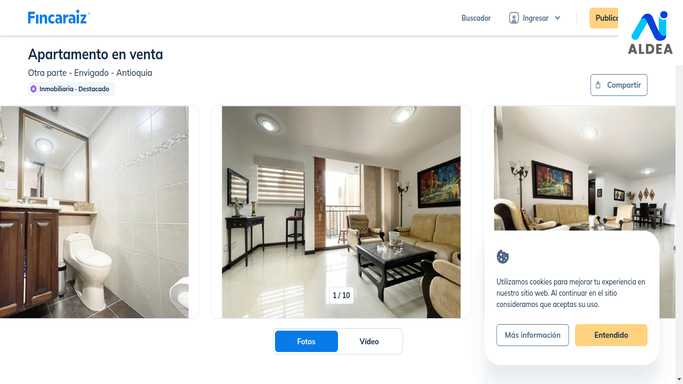 Fincaraiz
Buscador
Ingresar
Public
ALDEA
Apartamento en venta
Otra parte - Envigado - Antioquia
Inmobiliaria - Destacado
Compartir
1 / 10
Utilizamos cookies para mejorar tu experiencia en
nuestro sitio web. Al continuar en el sitio
consideramos que aceptas su uso.
Más información
Entendido
Fotos
Video